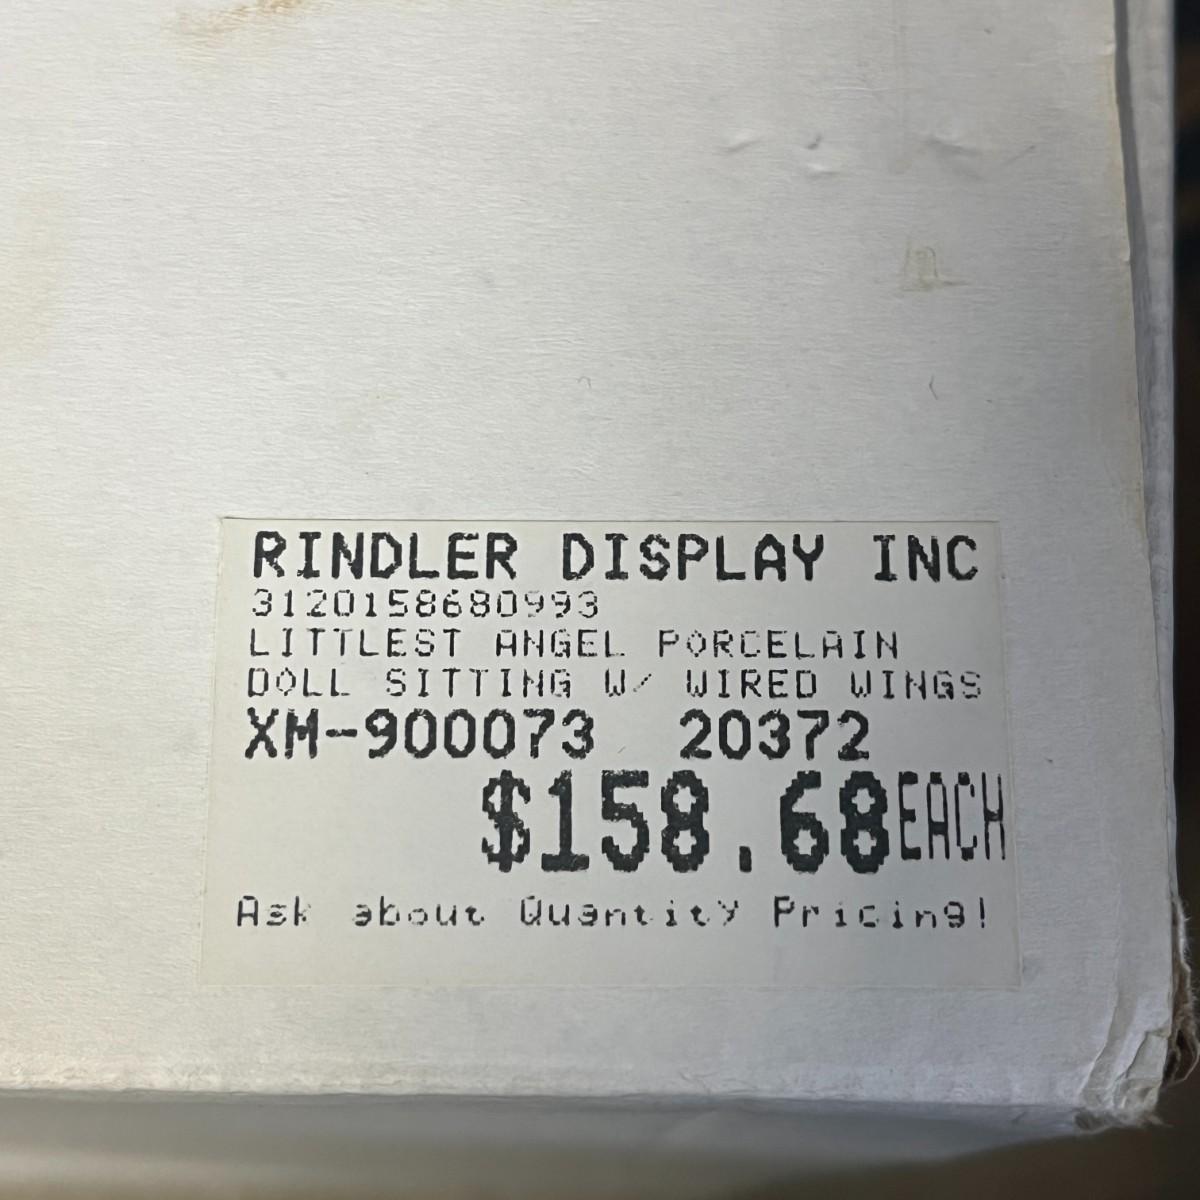 RINDLER DISPLAY INC
3120158680993
LITTLEST ANGEL PORCELAIN
DOLL SITTING W/ WIRED WINGS
XM-900073 20372
$158.68EACH
Ask about Quantity Pricing!